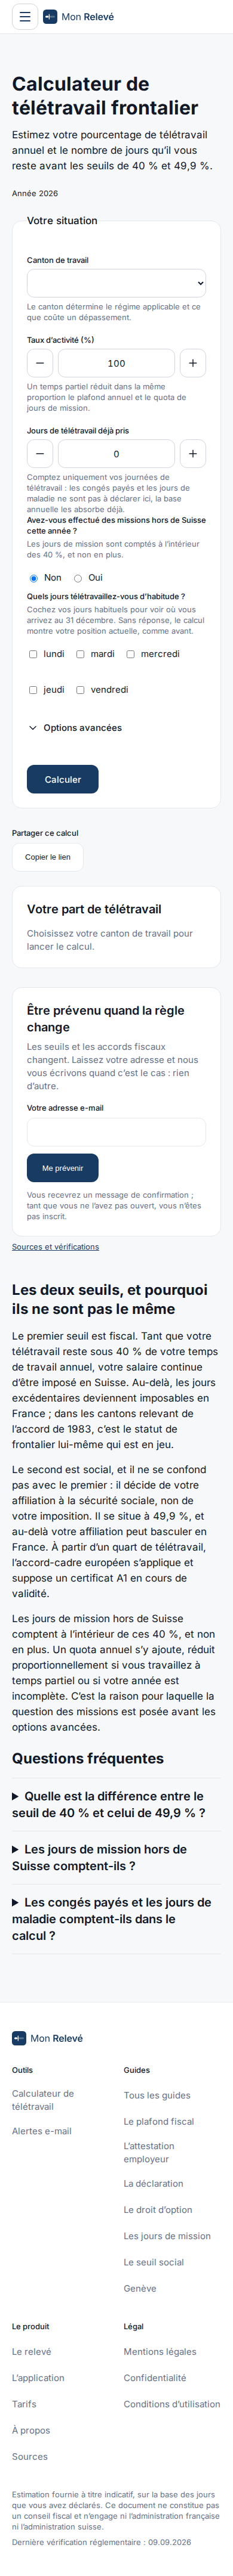 Mon Relevé
Calculateur de
télétravail frontalier
Estimez votre pourcentage de télétravail
annuel et le nombre de jours qu’il vous
reste avant les seuils de 40 % et 49,9 %.
Année 2026
Votre situation
Canton de travail
Le canton détermine le régime applicable et ce
que coûte un dépassement.
Taux d’activité (%)
100
Un temps partiel réduit dans la même
proportion le plafond annuel et le quota de
jours de mission.
Jours de télétravail déjà pris
0
Comptez uniquement vos journées de
télétravail : les congés payés et les jours de
maladie ne sont pas à déclarer ici, la base
annuelle les absorbe déjà.
Avez-vous effectué des missions hors de Suisse
cette année ?
Les jours de mission sont comptés à l’intérieur
des 40 %, et non en plus.
Non Oui
Quels jours télétravaillez-vous d’habitude ?
Cochez vos jours habituels pour voir où vous
arrivez au 31 décembre. Sans réponse, le calcul
montre votre position actuelle, comme avant.
lundi mardi mercredi
jeudi vendredi
Options avancées
Calculer
Partager ce calcul
Copier le lien
Votre part de télétravail
Choisissez votre canton de travail pour
lancer le calcul.
Être prévenu quand la règle
change
Les seuils et les accords fiscaux
changent. Laissez votre adresse et nous
vous écrivons quand c’est le cas : rien
d’autre.
Votre adresse e-mail
Me prévenir
Vous recevrez un message de confirmation ;
tant que vous ne l’avez pas ouvert, vous n’êtes
pas inscrit.
Sources et vérifications
Les deux seuils, et pourquoi
ils ne sont pas le même
Le premier seuil est fiscal. Tant que votre
télétravail reste sous 40 % de votre temps
de travail annuel, votre salaire continue
d’être imposé en Suisse. Au-delà, les jours
excédentaires deviennent imposables en
France ; dans les cantons relevant de
l’accord de 1983, c’est le statut de
frontalier lui-même qui est en jeu.
Le second est social, et il ne se confond
pas avec le premier : il décide de votre
affiliation à la sécurité sociale, non de
votre imposition. Il se situe à 49,9 %, et
au-delà votre affiliation peut basculer en
France. À partir d’un quart de télétravail,
l’accord-cadre européen s’applique et
suppose un certificat A1 en cours de
validité.
Les jours de mission hors de Suisse
comptent à l’intérieur de ces 40 %, et non
en plus. Un quota annuel s’y ajoute, réduit
proportionnellement si vous travaillez à
temps partiel ou si votre année est
incomplète. C’est la raison pour laquelle la
question des missions est posée avant les
options avancées.
Questions fréquentes
Quelle est la différence entre le
seuil de 40 % et celui de 49,9 % ?
Les jours de mission hors de
Suisse comptent-ils ?
Les congés payés et les jours de
maladie comptent-ils dans le
calcul ?
Mon Relevé
Outils
Calculateur de
télétravail
Alertes e-mail
Guides
Tous les guides
Le plafond fiscal
L’attestation
employeur
La déclaration
Le droit d’option
Les jours de mission
Le seuil social
Genève
Le produit
Le relevé
L’application
Tarifs
À propos
Sources
Légal
Mentions légales
Confidentialité
Conditions d’utilisation
Estimation fournie à titre indicatif, sur la base des jours
que vous avez déclarés. Ce document ne constitue pas
un conseil fiscal et n’engage ni l’administration française
ni l’administration suisse.
Dernière vérification réglementaire : 09.09.2026